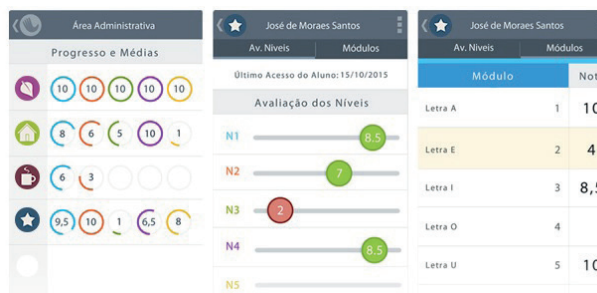 Área Administrativa
Progresso e Médias
10 10 10 10 10
8 6 5 10 1
6 3
9,5 10 1 6,5 8
José de Moraes Santos
Av. Niveis Módulos
Último Acesso do Aluno: 15/10/2015
Avaliação dos Níveis
N1 8.5
N2 7
N3 2
N4 8.5
N5
José de Moraes Santos
Av. Niveis Módulos
Módulo Not
Letra A 1 10
Letra E 2 4
Letra I 3 8,5
Letra O 4
Letra U 5 10